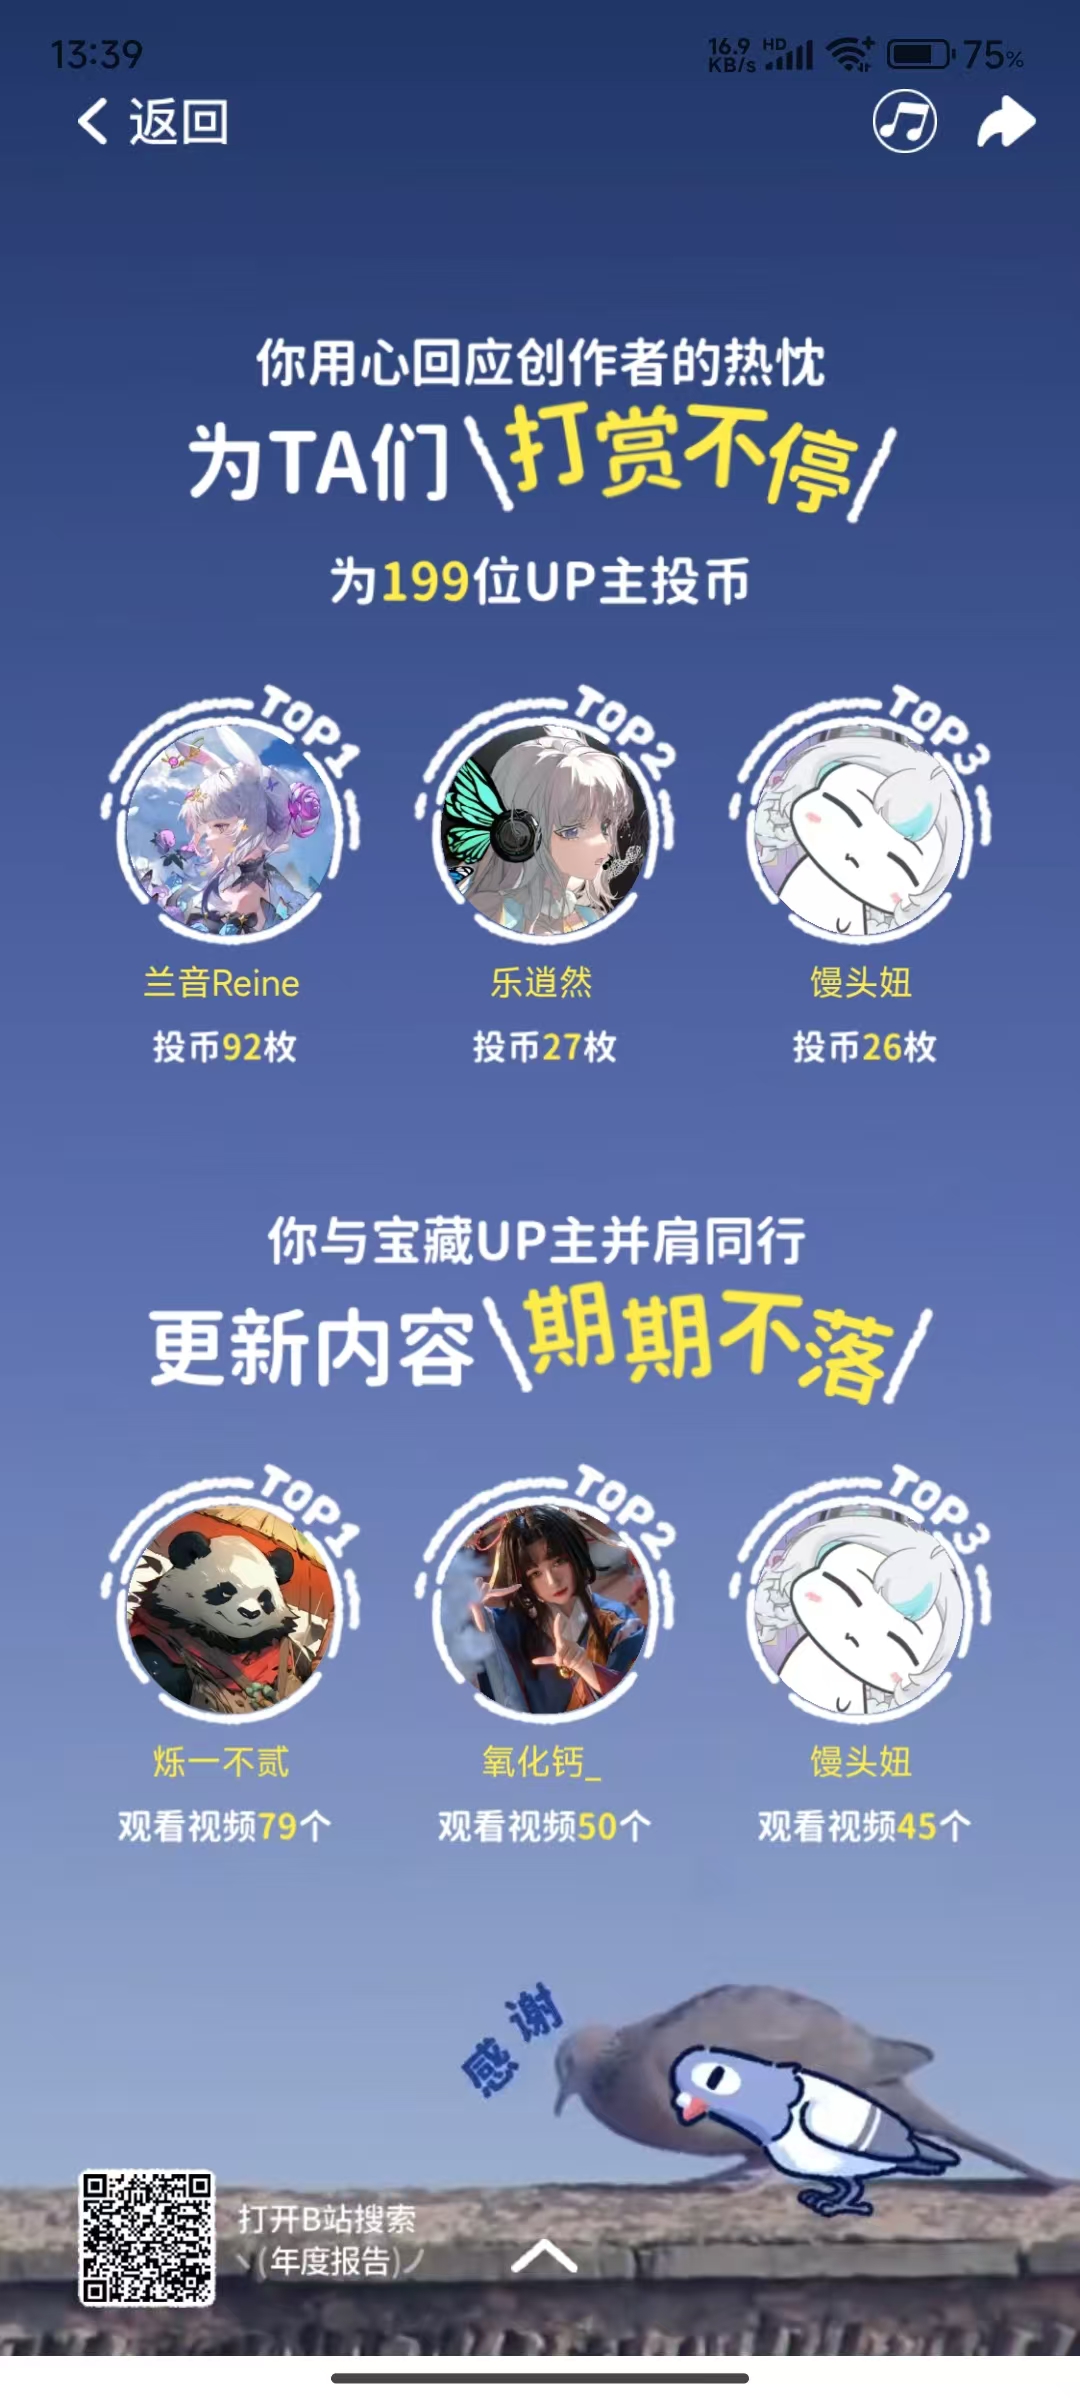 13:39
16.9 KB/s HD 75%
返回
你用心回应创作者的热忱
为TA们\打赏不停/
为199位UP主投币
TOP1 TOP2 TOP3
兰音Reine 乐逍然 馒头妞
投币92枚 投币27枚 投币26枚
你与宝藏UP主并肩同行
更新内容\期期不落/
TOP1 TOP2 TOP3
烁一不贰 氧化钙_ 馒头妞
观看视频79个 观看视频50个 观看视频45个
感谢
打开B站搜索
ヽ(年度报告)ノ